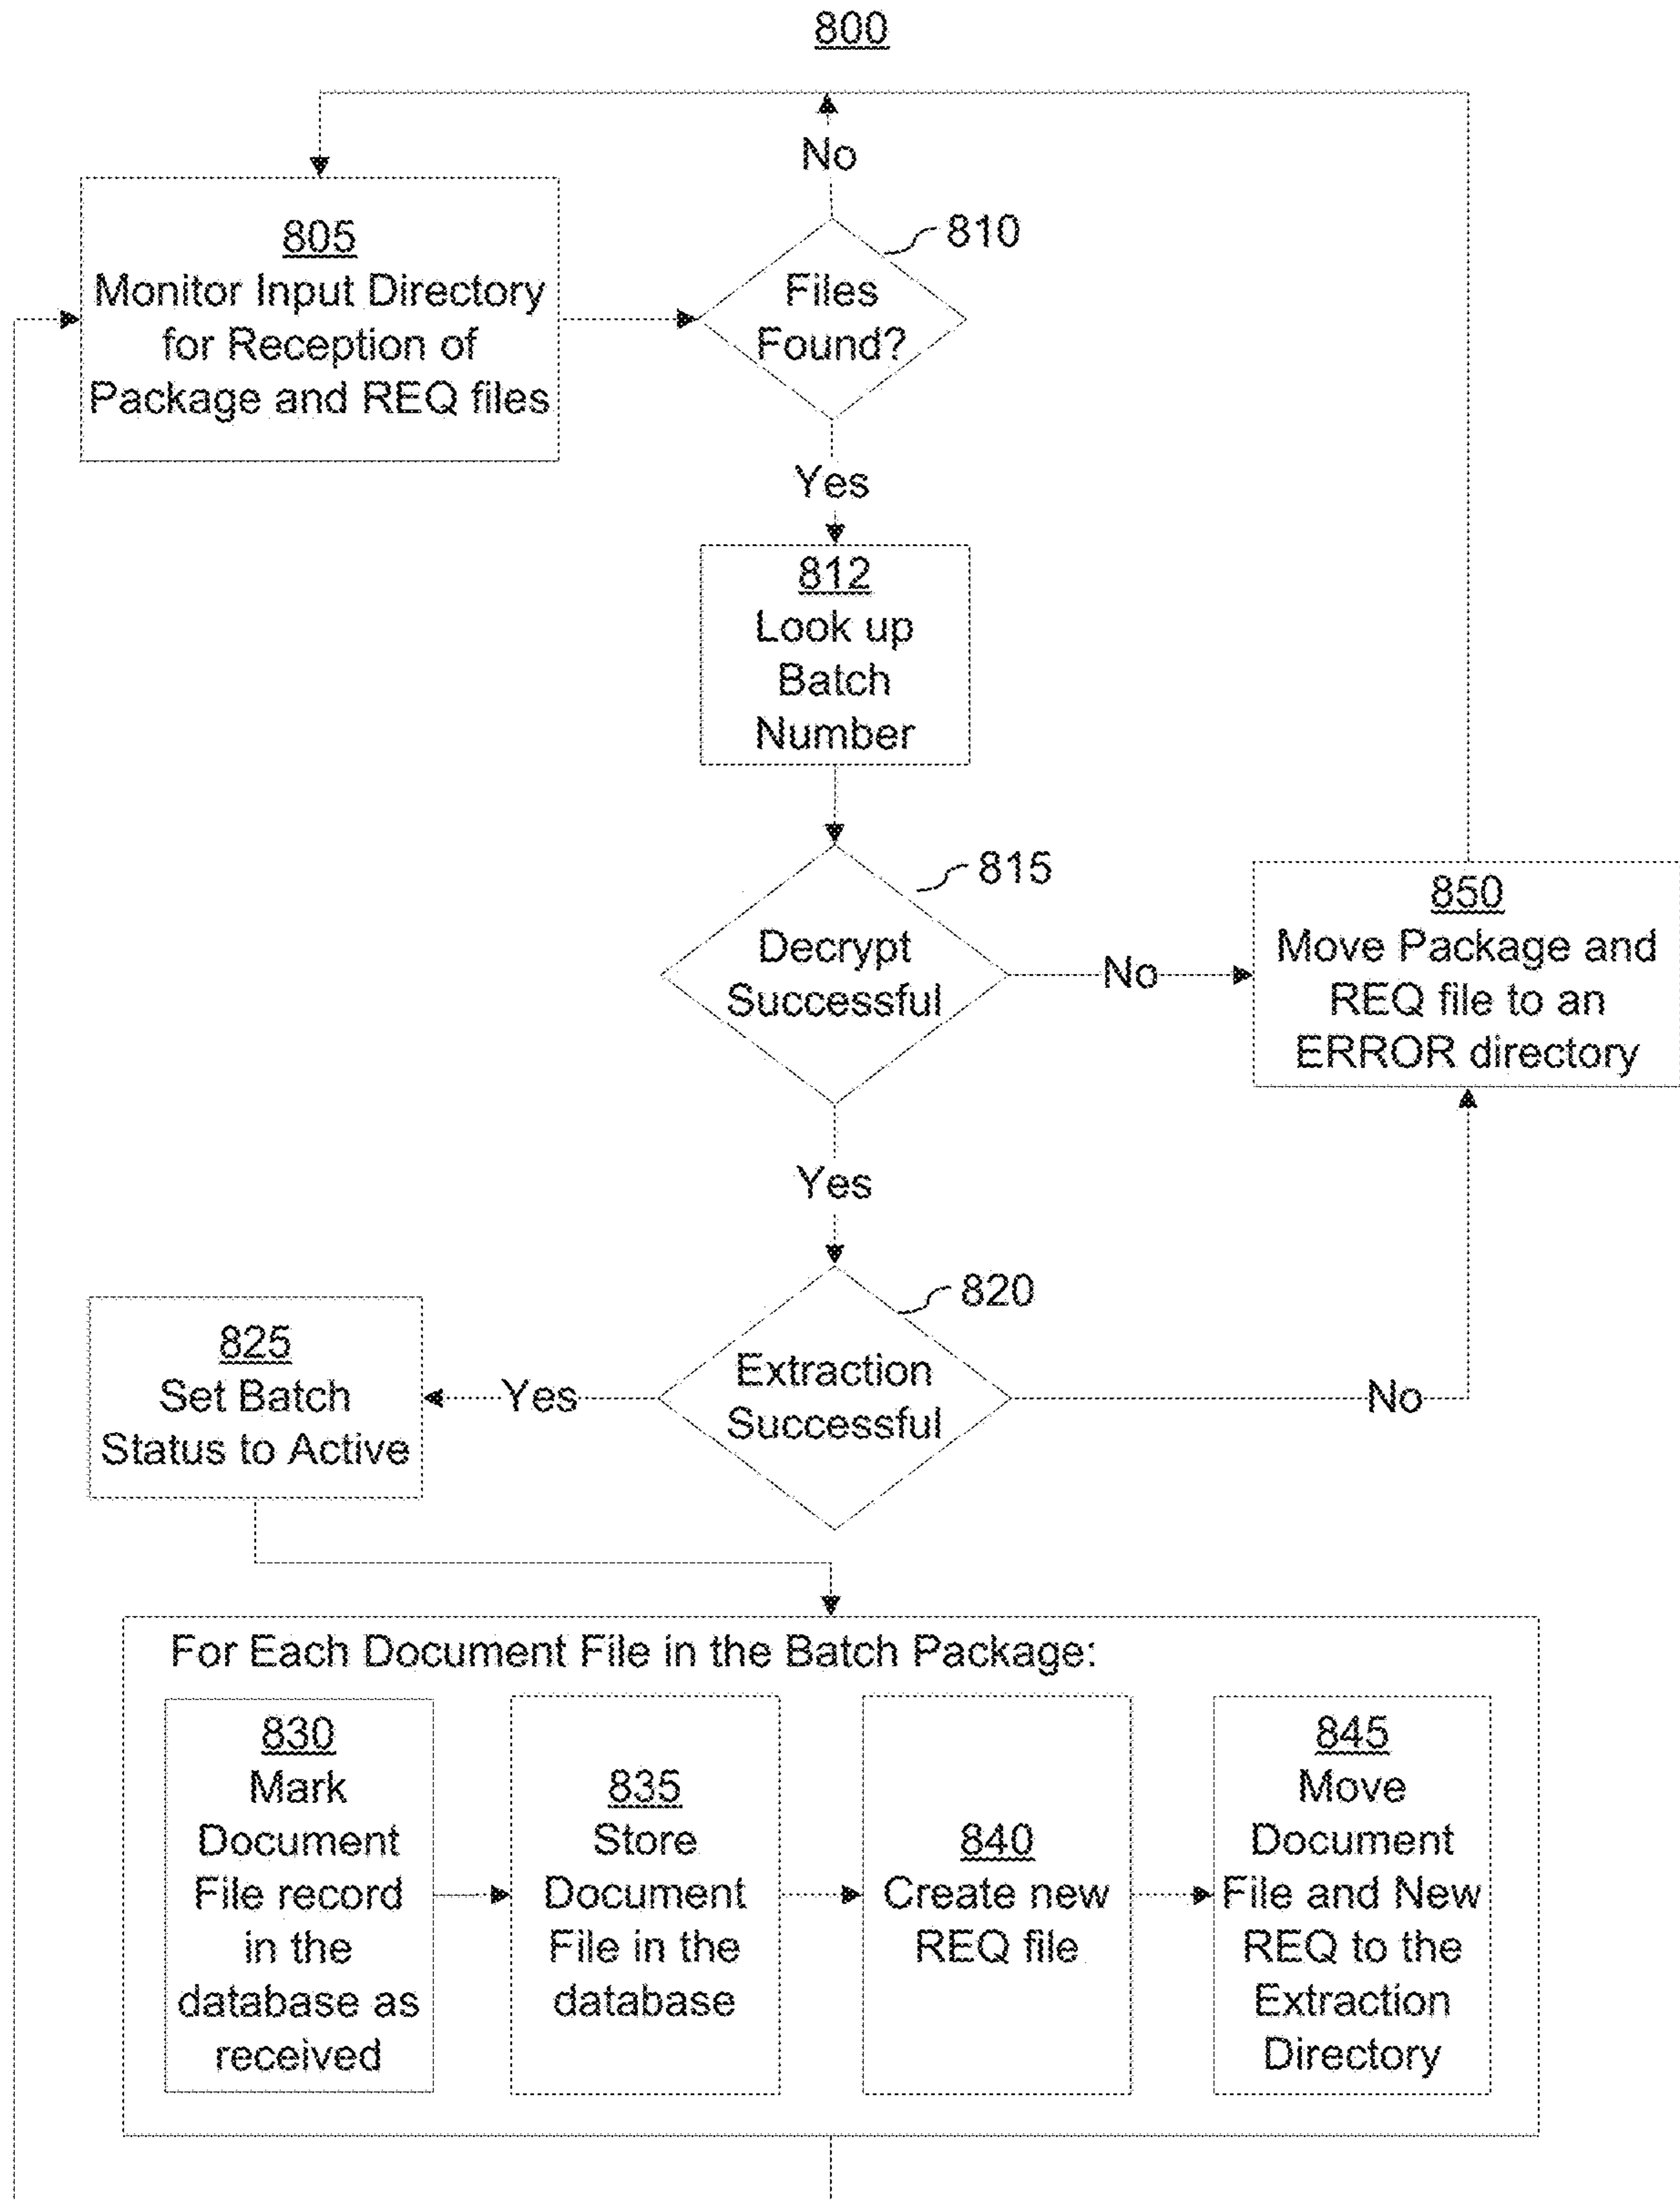 800
No
805
Monitor Input Directory
for Reception of
Package and REQ files
810
Files
Found?
Yes
812
Look up
Batch
Number
815
Decrypt
Successful
No
850
Move Package and
REQ file to an
ERROR directory
Yes
820
Extraction
Successful
Yes
No
825
Set Batch
Status to Active
For Each Document File in the Batch Package:
830
Mark
Document
File record
in the
database as
received
835
Store
Document
File in the
database
840
Create new
REQ file
845
Move
Document
File and New
REQ to the
Extraction
Directory